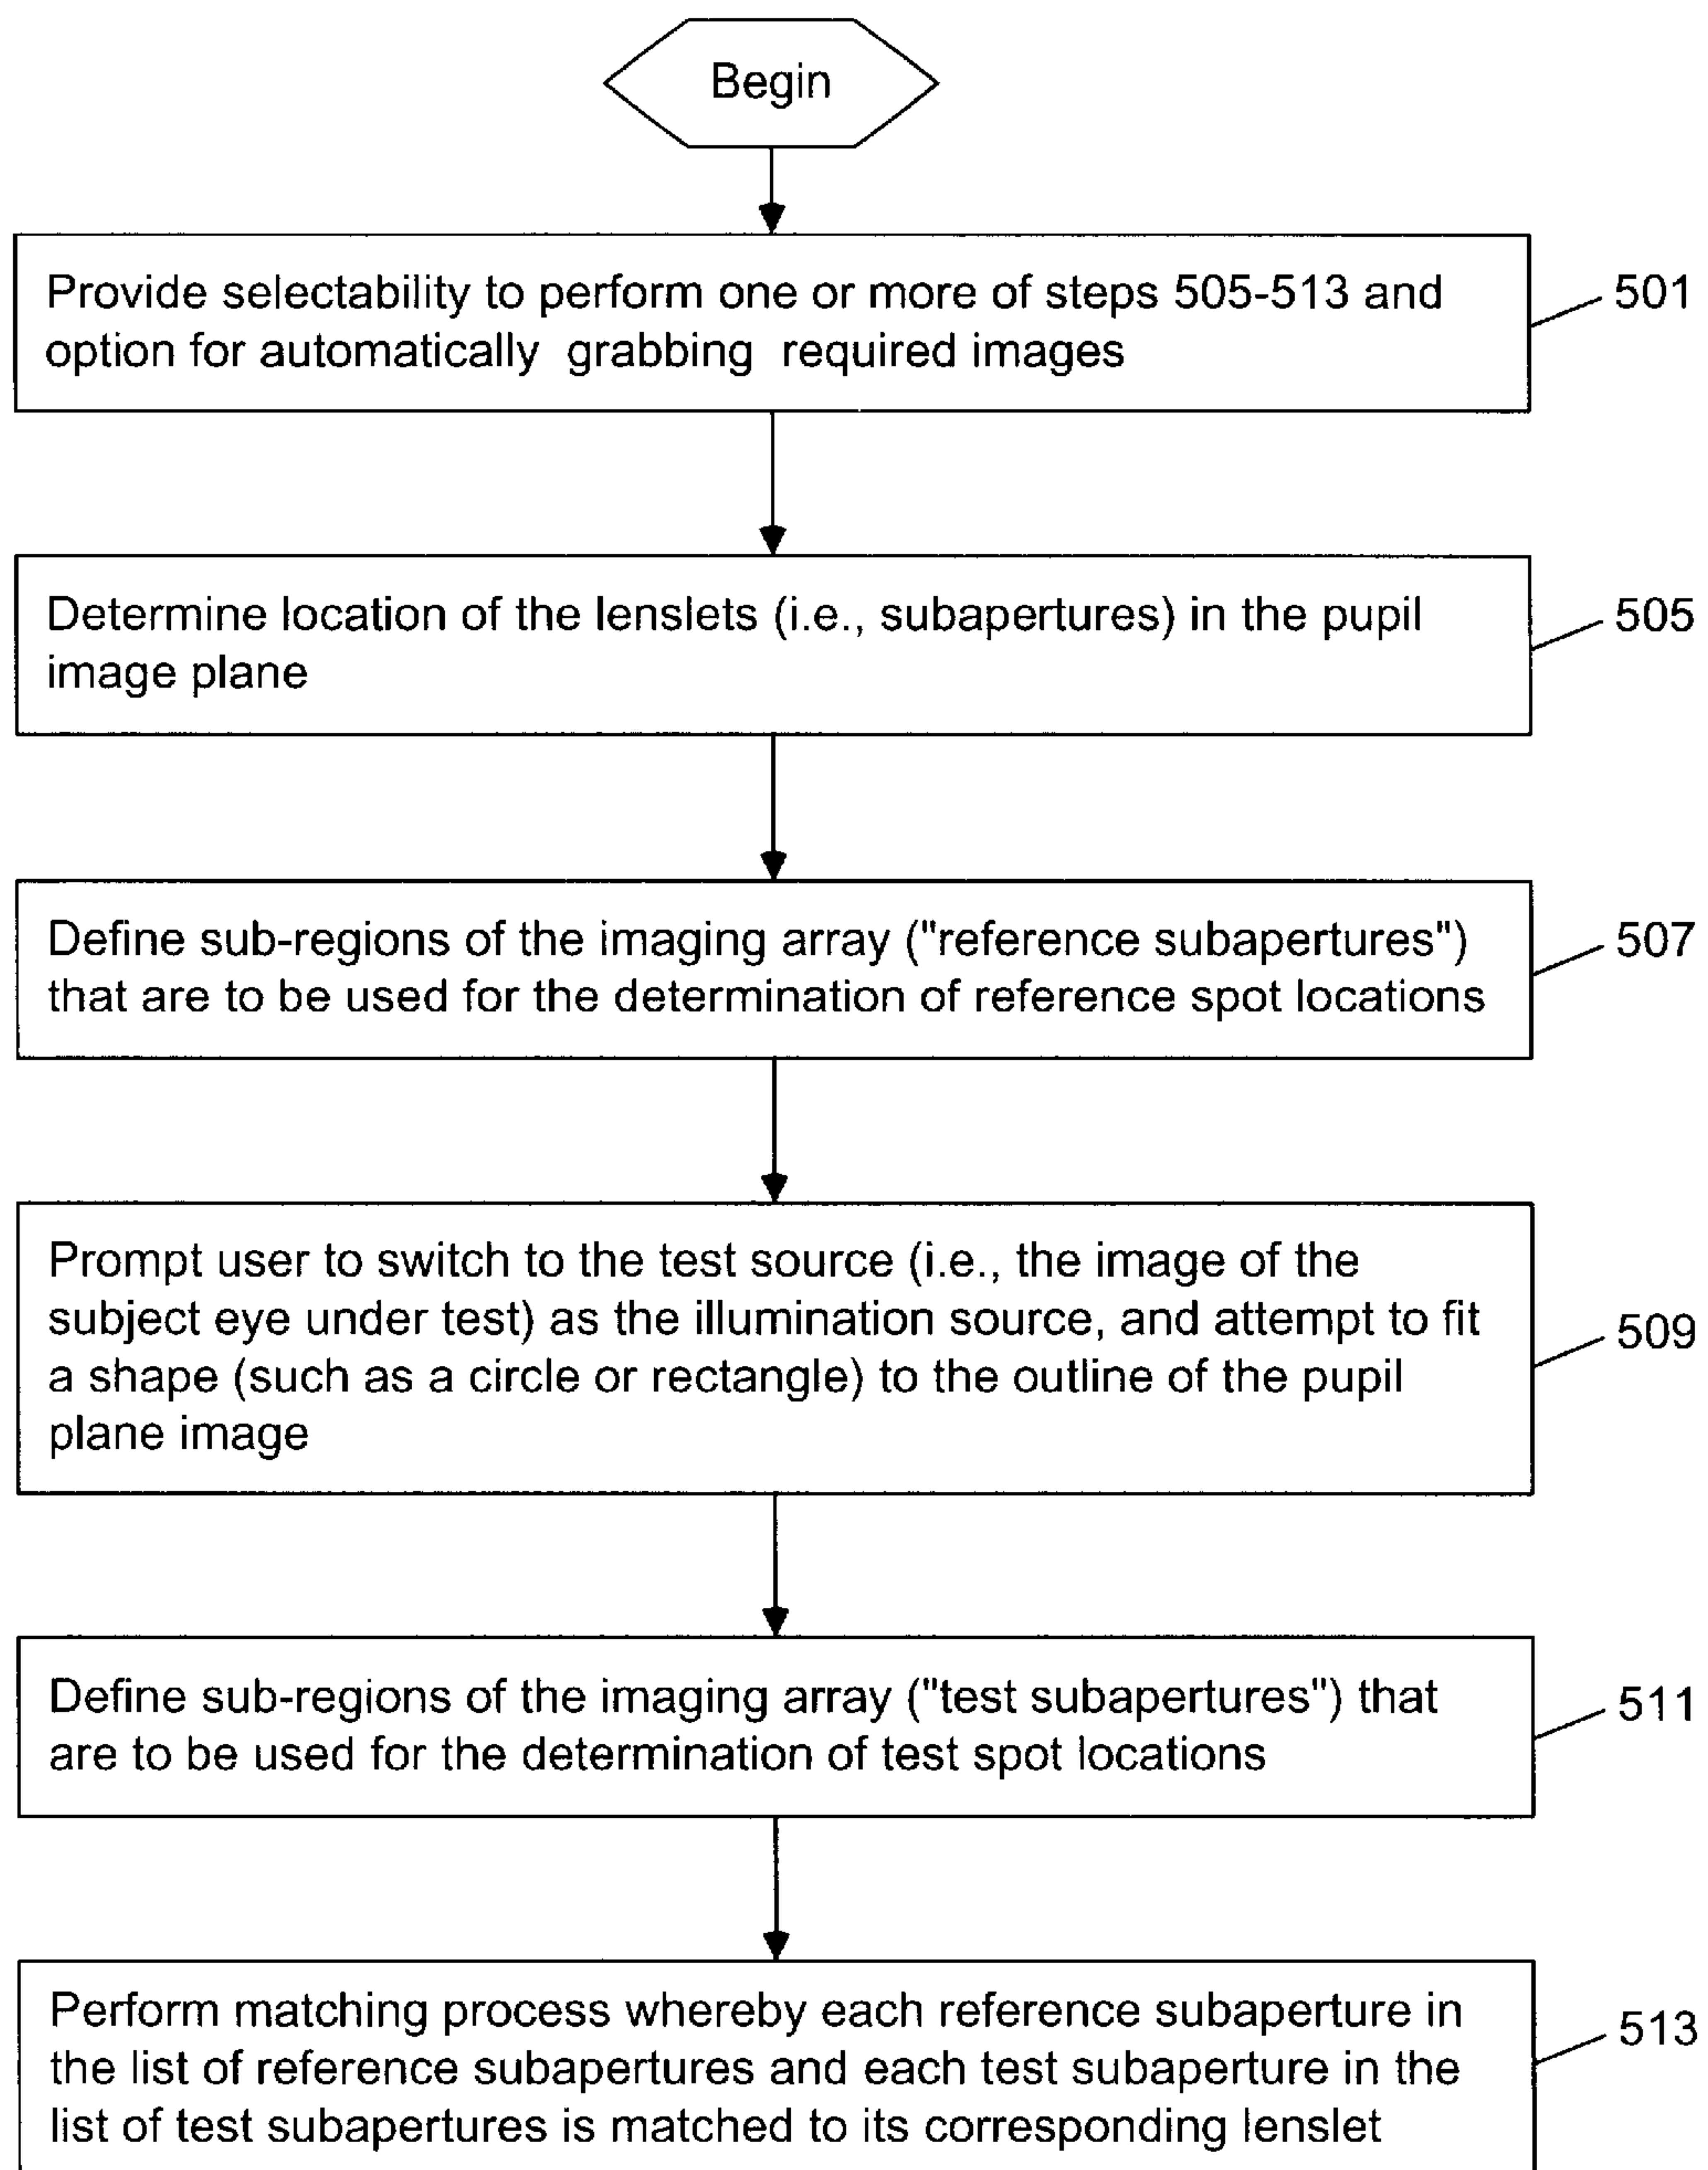 Begin
Provide selectability to perform one or more of steps 505-513 and
option for automatically grabbing required images
501
Determine location of the lenslets (i.e., subapertures) in the pupil
image plane
505
Define sub-regions of the imaging array ("reference subapertures")
that are to be used for the determination of reference spot locations
507
Prompt user to switch to the test source (i.e., the image of the
subject eye under test) as the illumination source, and attempt to fit
a shape (such as a circle or rectangle) to the outline of the pupil
plane image
509
Define sub-regions of the imaging array ("test subapertures") that
are to be used for the determination of test spot locations
511
Perform matching process whereby each reference subaperture in
the list of reference subapertures and each test subaperture in the
list of test subapertures is matched to its corresponding lenslet
513